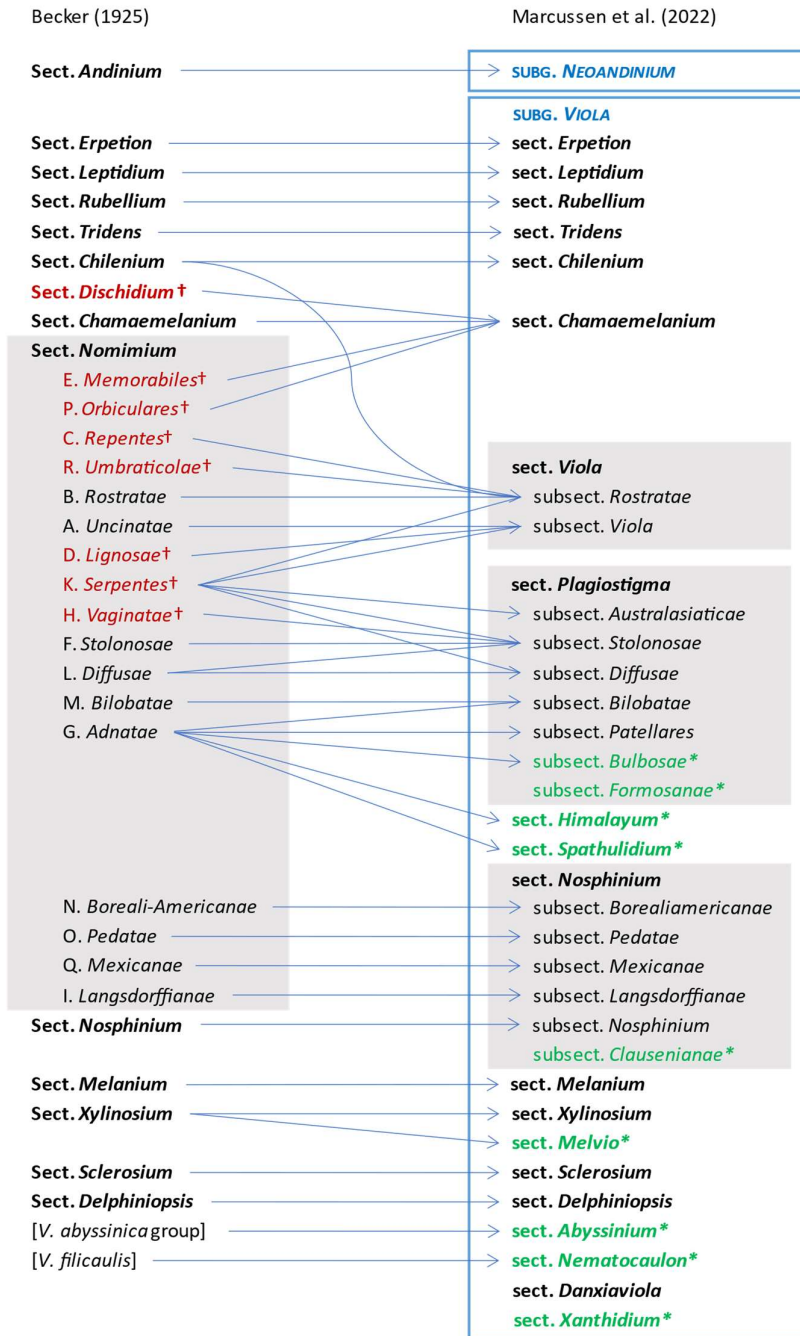 Becker (1925)
Marcussen et al. (2022)
Sect. Andinium
SUBG. NEOANDINIUM
SUBG. VIOLA
Sect. Erpetion
sect. Erpetion
Sect. Leptidium
sect. Leptidium
Sect. Rubellium
sect. Rubellium
Sect. Tridens
sect. Tridens
Sect. Chilenium
sect. Chilenium
Sect. Dischidium†
Sect. Chamaemelanium
sect. Chamaemelanium
Sect. Nomimium
E. Memorabiles†
P. Orbiculares†
C. Repentes†
R. Umbraticolae†
sect. Viola
B. Rostratae
subsect. Rostratae
A. Uncinatae
subsect. Viola
D. Lignosae†
K. Serpentes†
sect. Plagiostigma
H. Vaginatae†
subsect. Australasiaticae
F. Stolonosae
subsect. Stolonosae
L. Diffusae
subsect. Diffusae
M. Bilobatae
subsect. Bilobatae
G. Adnatae
subsect. Patellares
subsect. Bulbosae*
subsect. Formosanae*
sect. Himalayum*
sect. Spathulidium*
sect. Nosphinium
N. Boreali-Americanae
subsect. Borealiamericanae
O. Pedatae
subsect. Pedatae
Q. Mexicanae
subsect. Mexicanae
I. Langsdorffianae
subsect. Langsdorffianae
Sect. Nosphinium
subsect. Nosphinium
subsect. Clausenianae*
Sect. Melanium
sect. Melanium
Sect. Xylinosium
sect. Xylinosium
sect. Melvio*
Sect. Sclerosium
sect. Sclerosium
Sect. Delphiniopsis
sect. Delphiniopsis
[V. abyssinica group]
sect. Abyssinium*
[V. filicaulis]
sect. Nematocaulon*
sect. Danxiaviola
sect. Xanthidium*